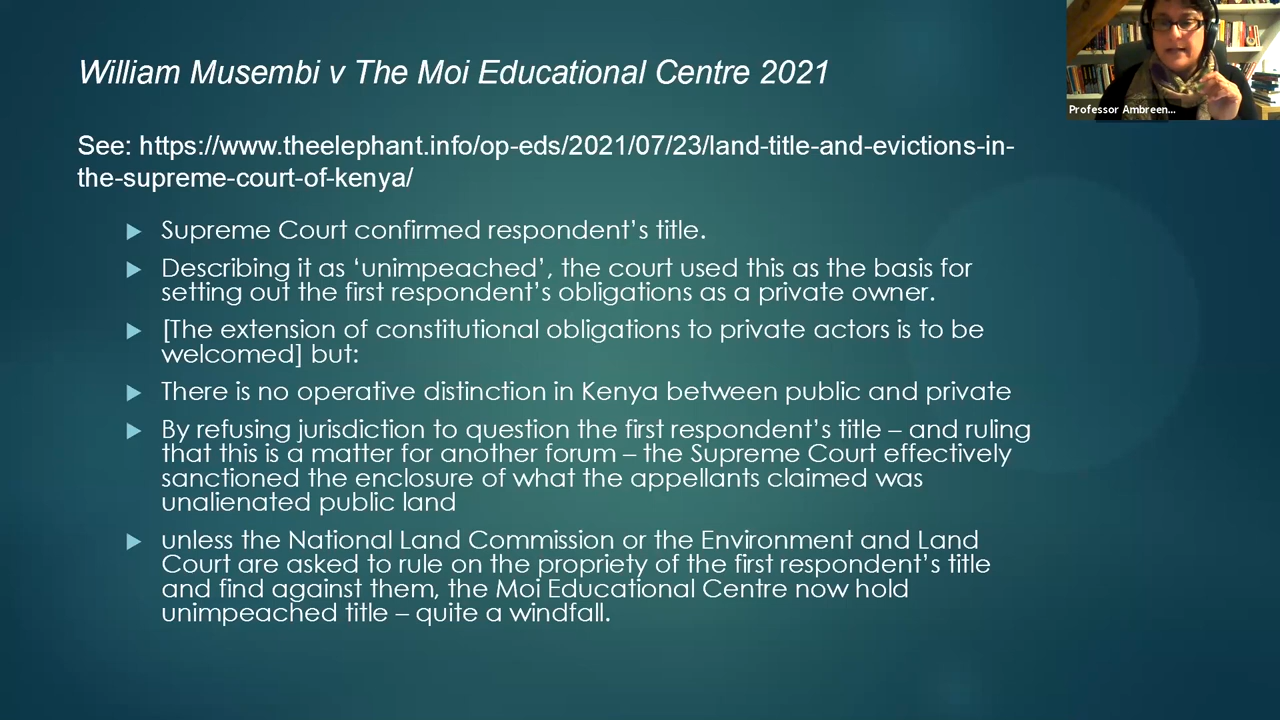 William Musembi v The Moi Educational Centre 2021
Professor Ambreen...
See: https://www.theelephant.info/op-eds/2021/07/23/land-title-and-evictions-in-
the-supreme-court-of-kenya/
Supreme Court confirmed respondent’s title.
Describing it as ‘unimpeached’, the court used this as the basis for
setting out the first respondent’s obligations as a private owner.
[The extension of constitutional obligations to private actors is to be
welcomed] but:
There is no operative distinction in Kenya between public and private
By refusing jurisdiction to question the first respondent’s title – and ruling
that this is a matter for another forum – the Supreme Court effectively
sanctioned the enclosure of what the appellants claimed was
unalienated public land
unless the National Land Commission or the Environment and Land
Court are asked to rule on the propriety of the first respondent’s title
and find against them, the Moi Educational Centre now hold
unimpeached title – quite a windfall.